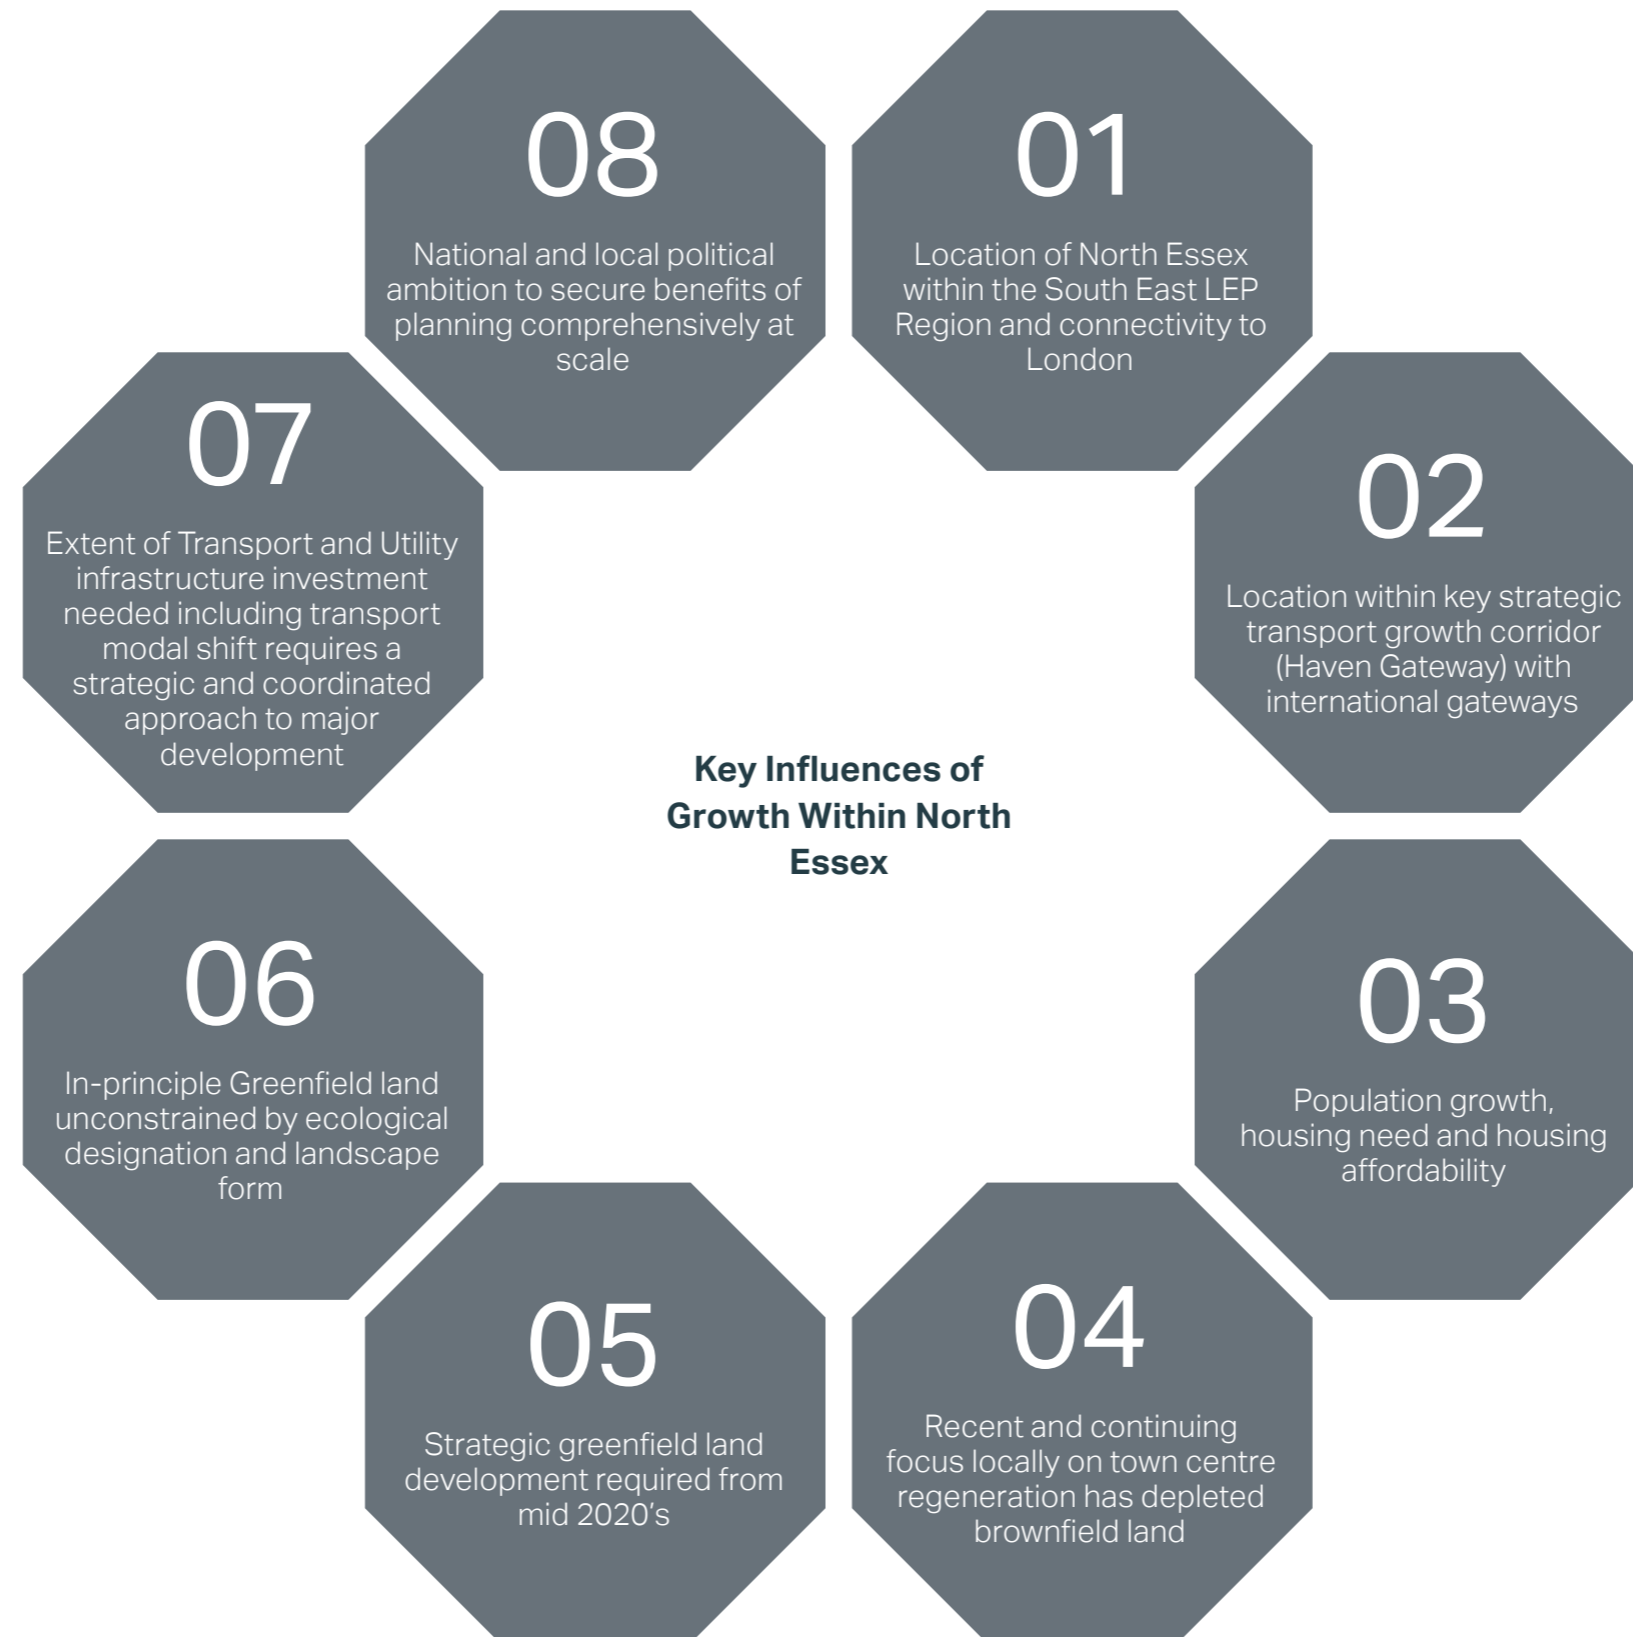 08
National and local political
ambition to secure benefits of
planning comprehensively at
scale
01
Location of North Essex
within the South East LEP
Region and connectivity to
London
07
Extent of Transport and Utility
infrastructure investment
needed including transport
modal shift requires a
strategic and coordinated
approach to major
development
02
Location within key strategic
transport growth corridor
(Haven Gateway) with
international gateways
Key Influences of
Growth Within North
Essex
06
In-principle Greenfield land
unconstrained by ecological
designation and landscape
form
03
Population growth,
housing need and housing
affordability
05
Strategic greenfield land
development required from
mid 2020's
04
Recent and continuing
focus locally on town centre
regeneration has depleted
brownfield land